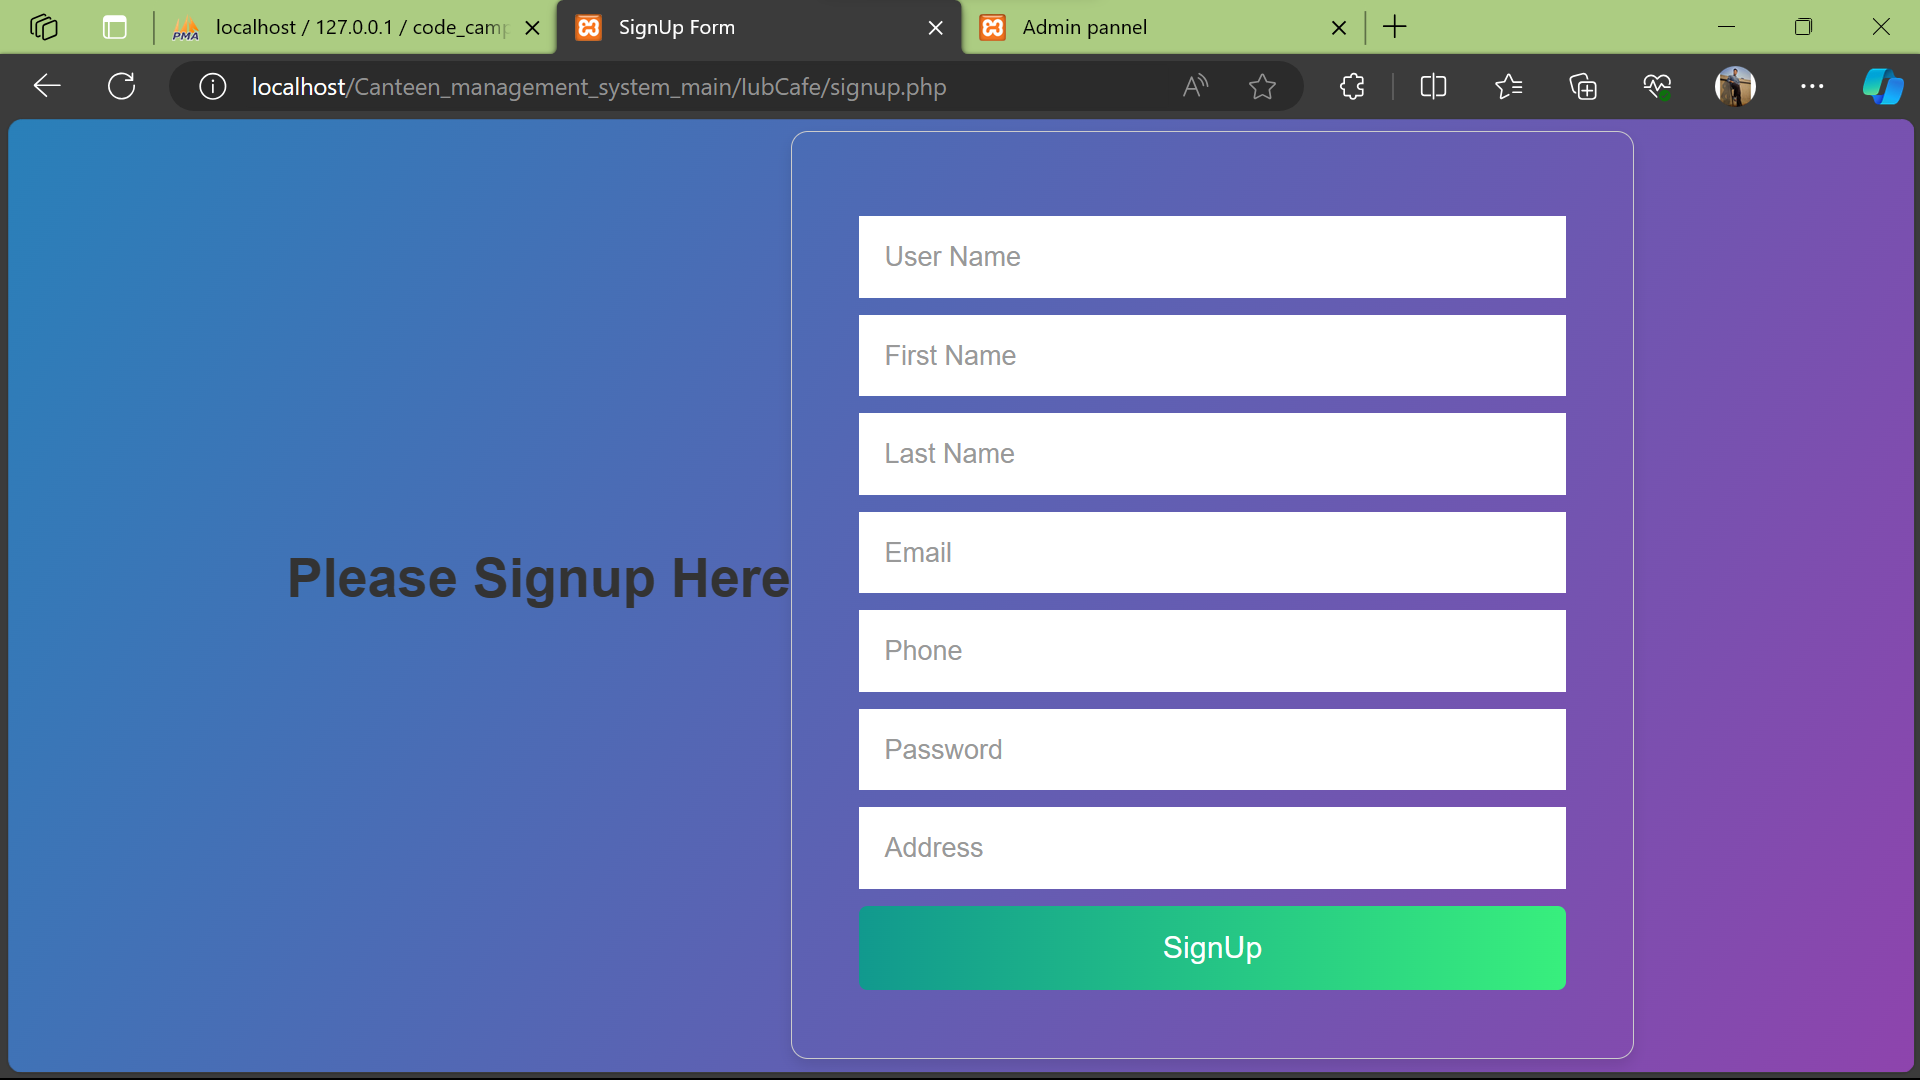 PMA localhost / 127.0.0.1 / code_camp
SignUp Form
Admin pannel
localhost/Canteen_management_system_main/IubCafe/signup.php
Please Signup Here
User Name
First Name
Last Name
Email
Phone
Password
Address
SignUp